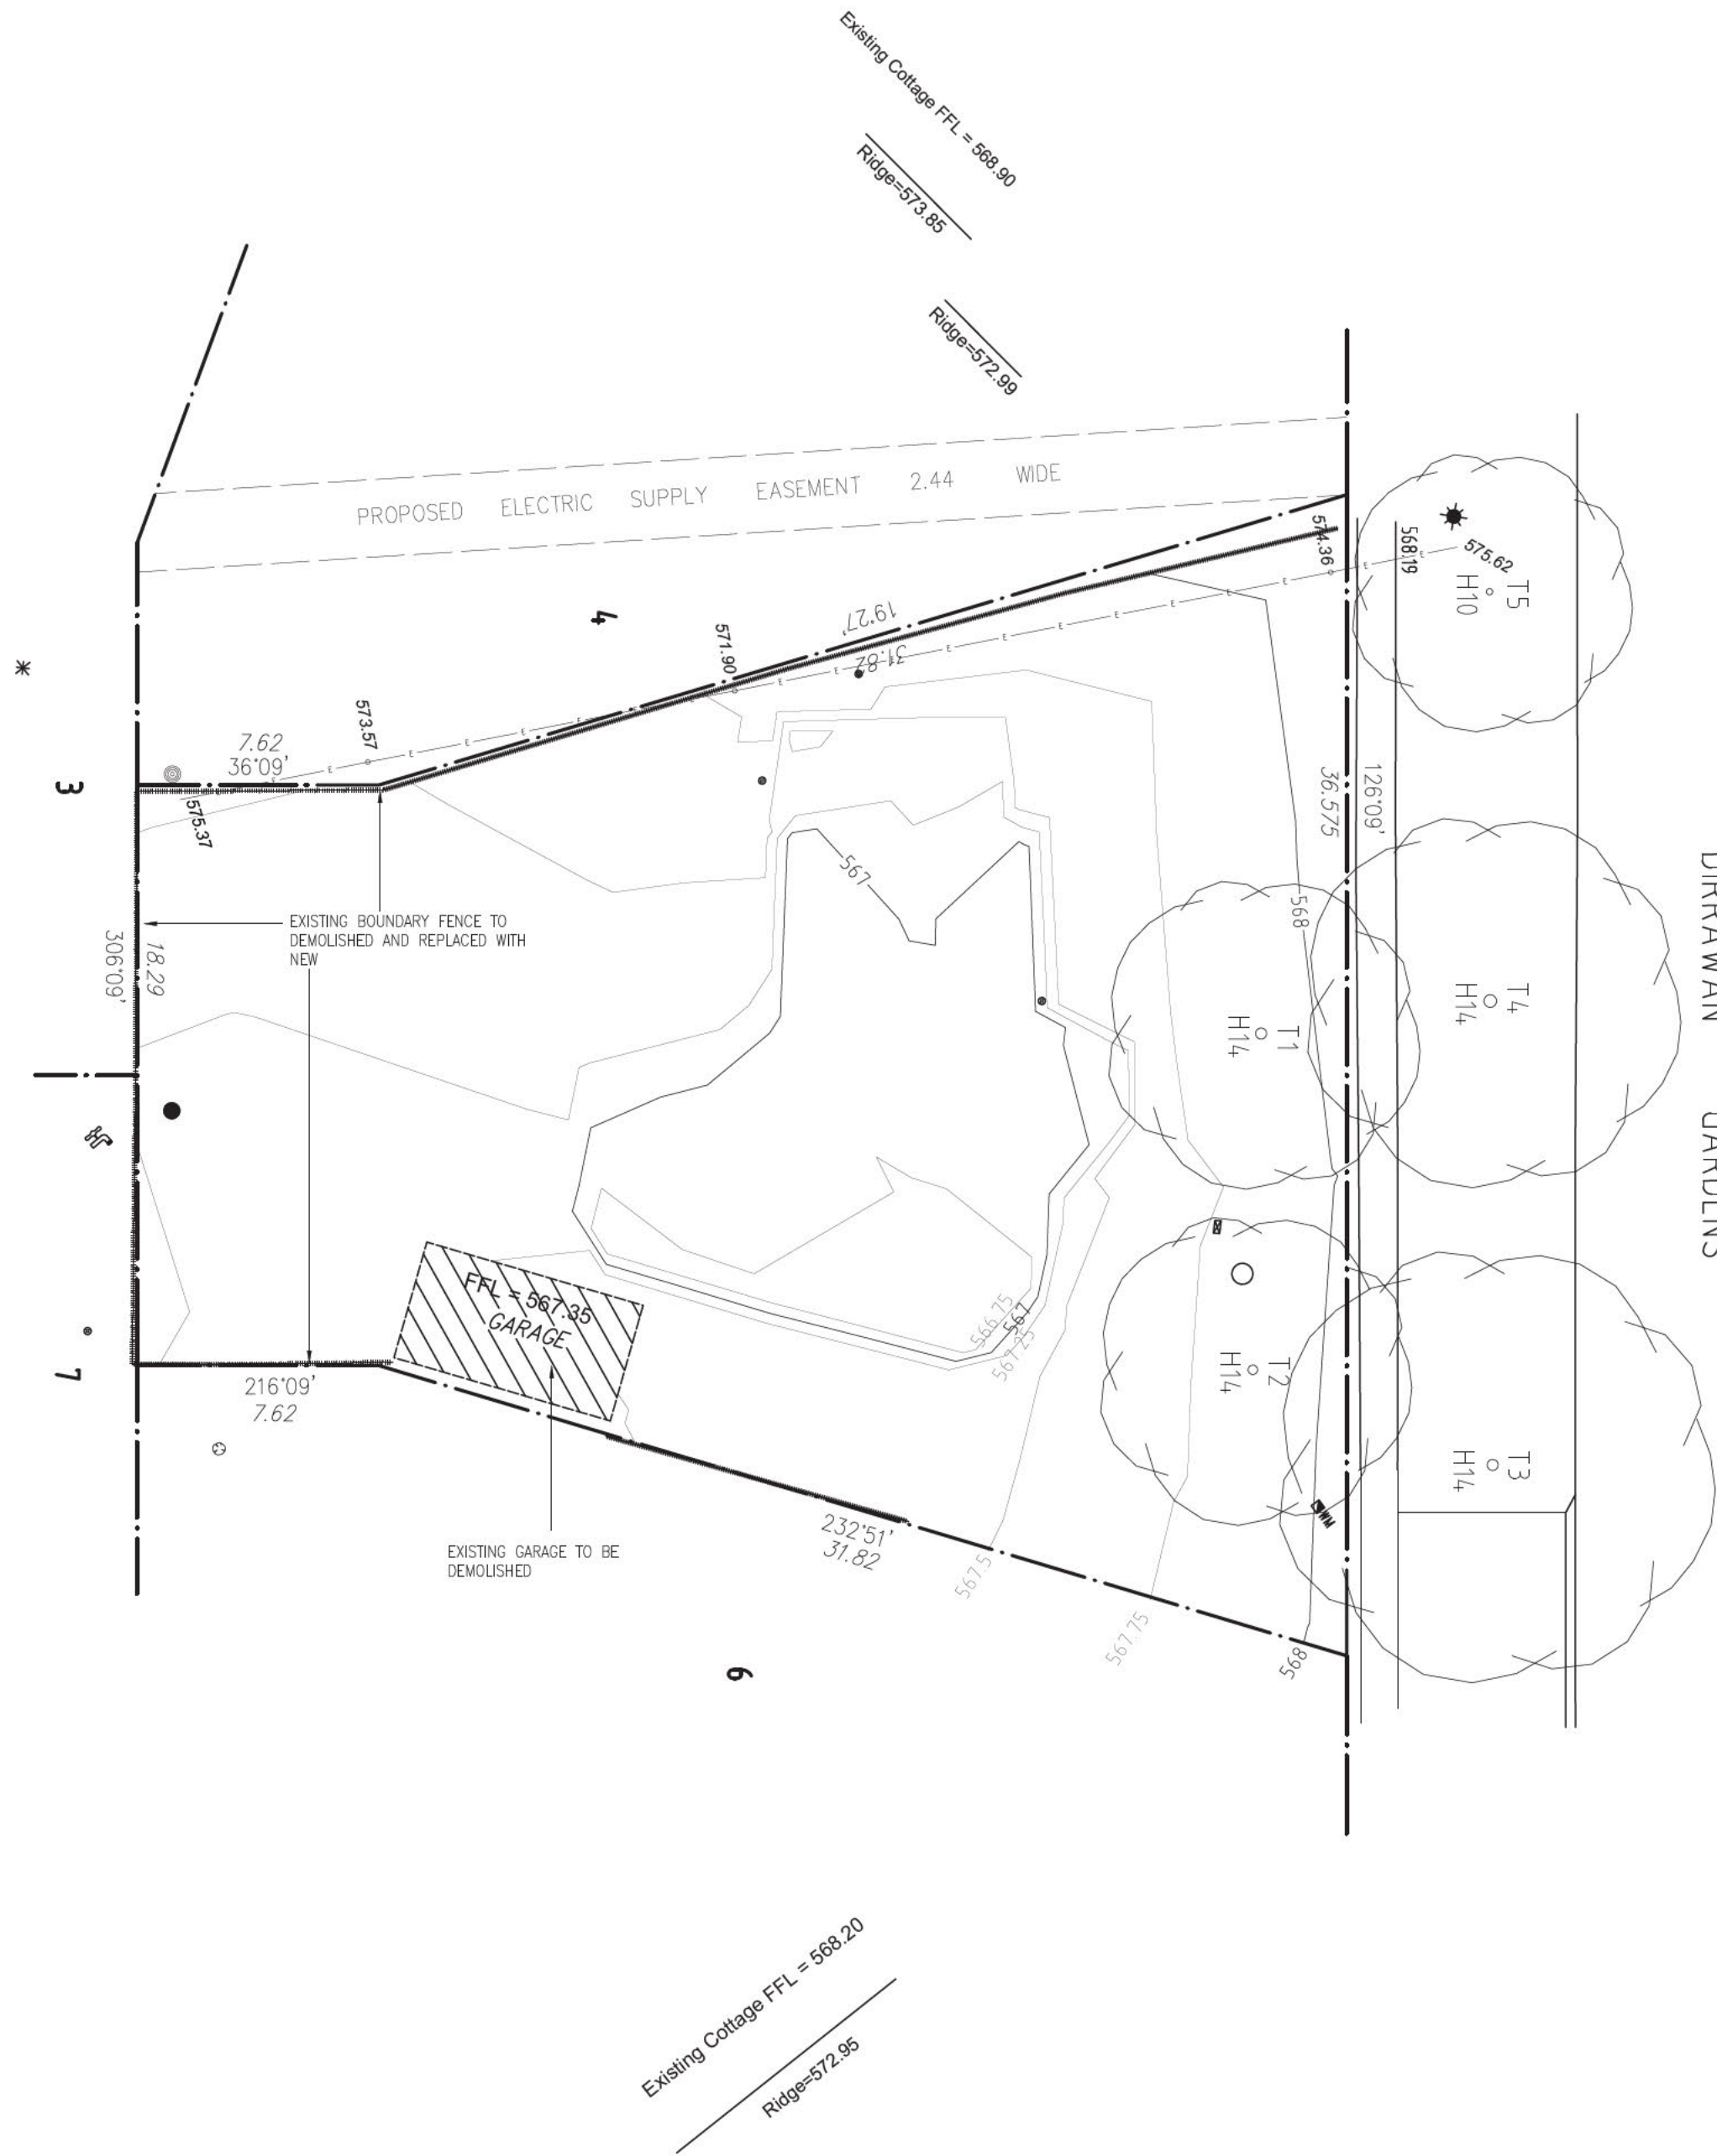 Existing Cottage FFL = 568.90
Ridge=573.85
Ridge=572.99
PROPOSED ELECTRIC SUPPLY EASEMENT 2.44 WIDE
574.36
568.19
575.62
T5
H10
4
19°27'
31.82
571.90
573.57
7.62
36°09'
575.37
3
126°09'
36.575
DIRRAWAN GARDENS
567
568
EXISTING BOUNDARY FENCE TO
DEMOLISHED AND REPLACED WITH
NEW
18.29
306°09'
T4
H14
T1
H14
FFL = 567.35
GARAGE
566.75
567
567.25
T2
H14
T3
H14
WM
7
216°09'
7.62
EXISTING GARAGE TO BE
DEMOLISHED
232°51'
31.82
567.5
567.75
568
6
Existing Cottage FFL = 568.20
Ridge=572.95